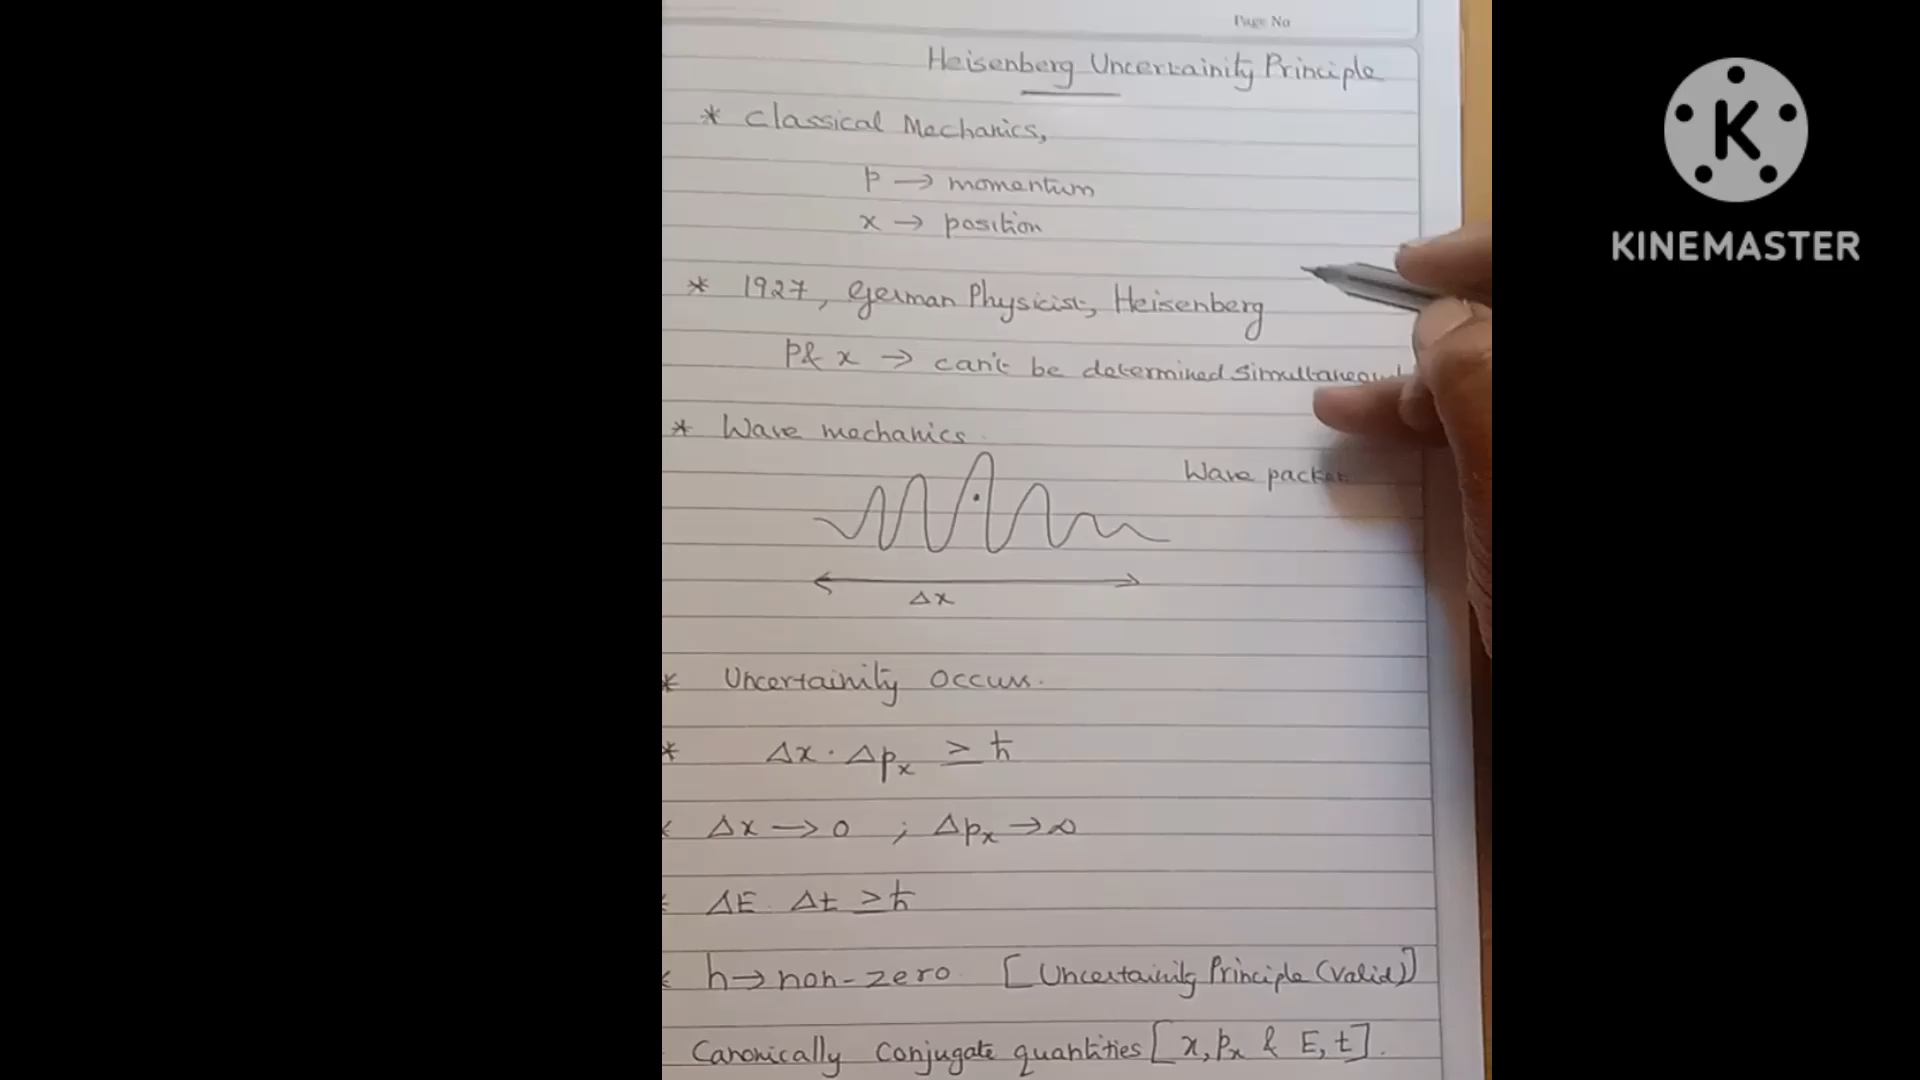 Page No
Heisenberg Uncertainity Principle
* Classical Mechanics,
p → momentum
x → position
* 1927, German Physicist, Heisenberg
P & x → can't be determined
* Wave mechanics.
Wave
Δx
* Uncertainity occurs.
* Δx · Δpₓ ≥ ħ
Δx → 0 ; Δpₓ → ∞
ΔE. Δt ≥ ħ
h → non-zero. [Uncertainity Principle (valid)]
Canonically Conjugate quantities [x, pₓ & E, t].
K
KINEMASTER